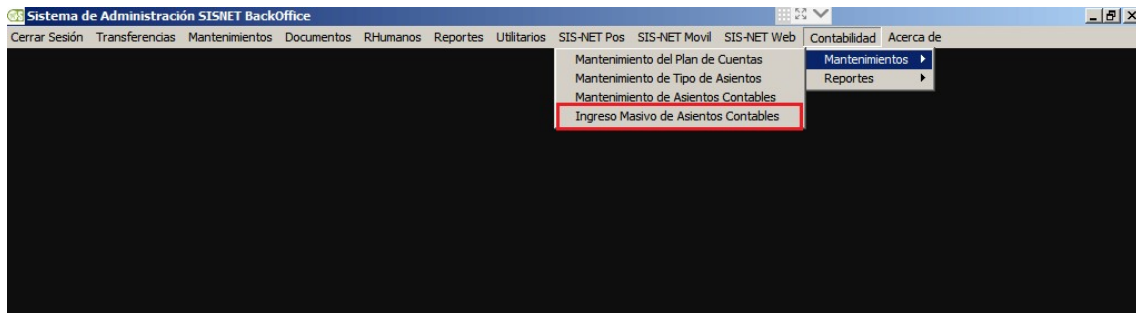 Sistema de Administración SISNET BackOffice
Cerrar Sesión Transferencias Mantenimientos Documentos RHumanos Reportes Utilitarios SIS-NET Pos SIS-NET Movil SIS-NET Web Contabilidad Acerca de
Mantenimiento del Plan de Cuentas
Mantenimiento de Tipo de Asientos
Mantenimiento de Asientos Contables
Ingreso Masivo de Asientos Contables
Mantenimientos
Reportes